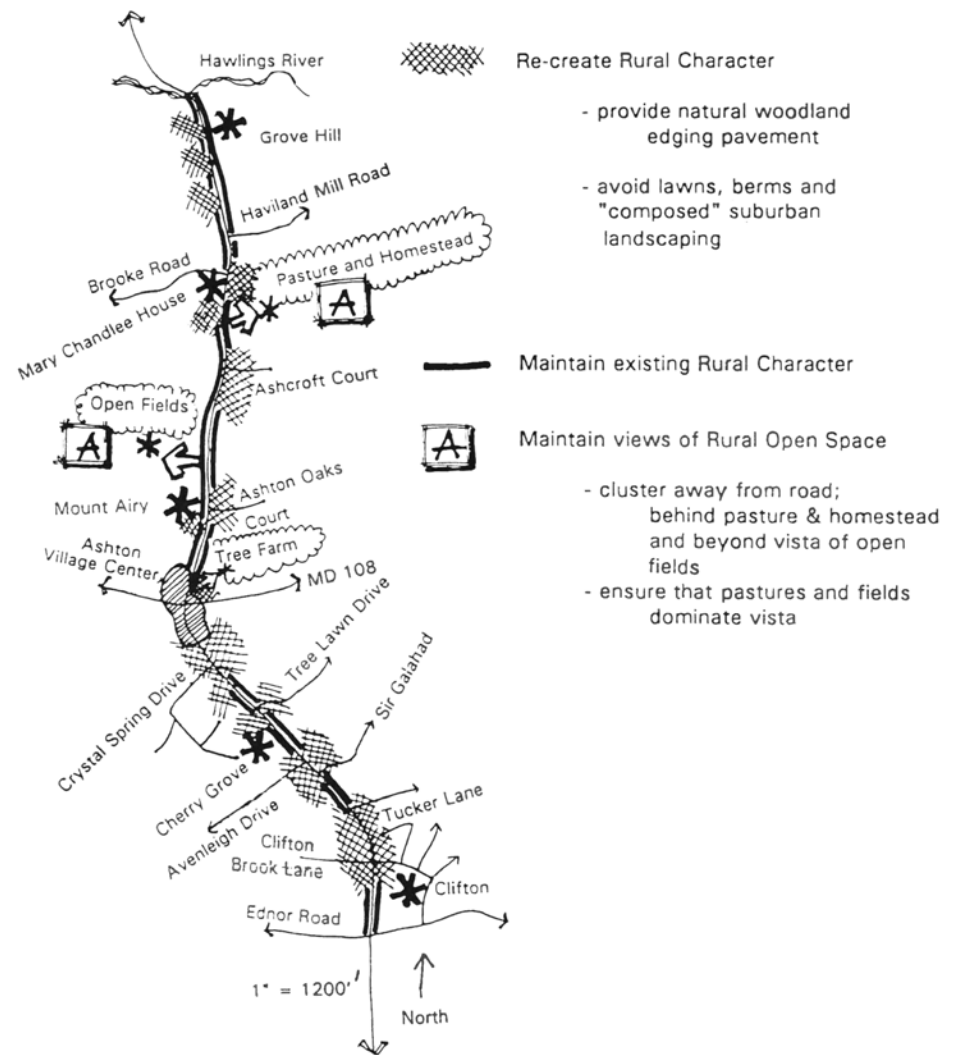 Hawlings River
Grove Hill
Haviland Mill Road
Brooke Road
Pasture and Homestead
A
Mary Chandlee House
Ashcroft Court
Open Fields
A
Mount Airy
Ashton Oaks
Court
Ashton
Village Center
Tree Farm
MD 108
Tree Lawn Drive
Sir Galahad
Crystal Spring Drive
Cherry Grove
Avenleigh Drive
Tucker Lane
Clifton
Brook Lane
Clifton
Ednor Road
1" = 1200'
North
Re-create Rural Character
- provide natural woodland
edging pavement
- avoid lawns, berms and
"composed" suburban
landscaping
Maintain existing Rural Character
A
Maintain views of Rural Open Space
- cluster away from road;
behind pasture & homestead
and beyond vista of open
fields
- ensure that pastures and fields
dominate vista